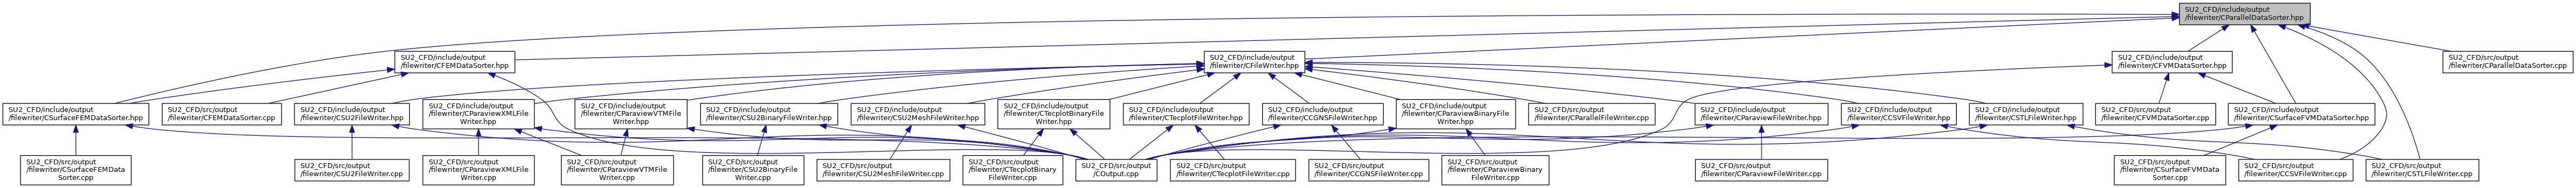 SU2_CFD/include/output
/filewriter/CParallelDataSorter.hpp
SU2_CFD/include/output
/filewriter/CFEMDataSorter.hpp
SU2_CFD/include/output
/filewriter/CFileWriter.hpp
SU2_CFD/include/output
/filewriter/CFVMDataSorter.hpp
SU2_CFD/src/output
/filewriter/CParallelDataSorter.cpp
SU2_CFD/include/output
/filewriter/CSurfaceFEMDataSorter.hpp
SU2_CFD/src/output
/filewriter/CFEMDataSorter.cpp
SU2_CFD/include/output
/filewriter/CSU2FileWriter.hpp
SU2_CFD/include/output
/filewriter/CParaviewXMLFile
Writer.hpp
SU2_CFD/include/output
/filewriter/CParaviewVTMFile
Writer.hpp
SU2_CFD/include/output
/filewriter/CSU2BinaryFileWriter.hpp
SU2_CFD/include/output
/filewriter/CSU2MeshFileWriter.hpp
SU2_CFD/include/output
/filewriter/CTecplotBinaryFile
Writer.hpp
SU2_CFD/include/output
/filewriter/CTecplotFileWriter.hpp
SU2_CFD/include/output
/filewriter/CCGNSFileWriter.hpp
SU2_CFD/include/output
/filewriter/CParaviewBinaryFile
Writer.hpp
SU2_CFD/src/output
/filewriter/CParallelFileWriter.cpp
SU2_CFD/include/output
/filewriter/CParaviewFileWriter.hpp
SU2_CFD/include/output
/filewriter/CCSVFileWriter.hpp
SU2_CFD/include/output
/filewriter/CSTLFileWriter.hpp
SU2_CFD/src/output
/filewriter/CFVMDataSorter.cpp
SU2_CFD/include/output
/filewriter/CSurfaceFVMDataSorter.hpp
SU2_CFD/src/output
/filewriter/CSurfaceFEMData
Sorter.cpp
SU2_CFD/src/output
/filewriter/CSU2FileWriter.cpp
SU2_CFD/src/output
/filewriter/CParaviewXMLFile
Writer.cpp
SU2_CFD/src/output
/filewriter/CParaviewVTMFile
Writer.cpp
SU2_CFD/src/output
/filewriter/CSU2BinaryFile
Writer.cpp
SU2_CFD/src/output
/filewriter/CSU2MeshFileWriter.cpp
SU2_CFD/src/output
/filewriter/CTecplotBinary
FileWriter.cpp
SU2_CFD/src/output
/COutput.cpp
SU2_CFD/src/output
/filewriter/CTecplotFileWriter.cpp
SU2_CFD/src/output
/filewriter/CCGNSFileWriter.cpp
SU2_CFD/src/output
/filewriter/CParaviewBinary
FileWriter.cpp
SU2_CFD/src/output
/filewriter/CParaviewFileWriter.cpp
SU2_CFD/src/output
/filewriter/CSurfaceFVMData
Sorter.cpp
SU2_CFD/src/output
/filewriter/CCSVFileWriter.cpp
SU2_CFD/src/output
/filewriter/CSTLFileWriter.cpp